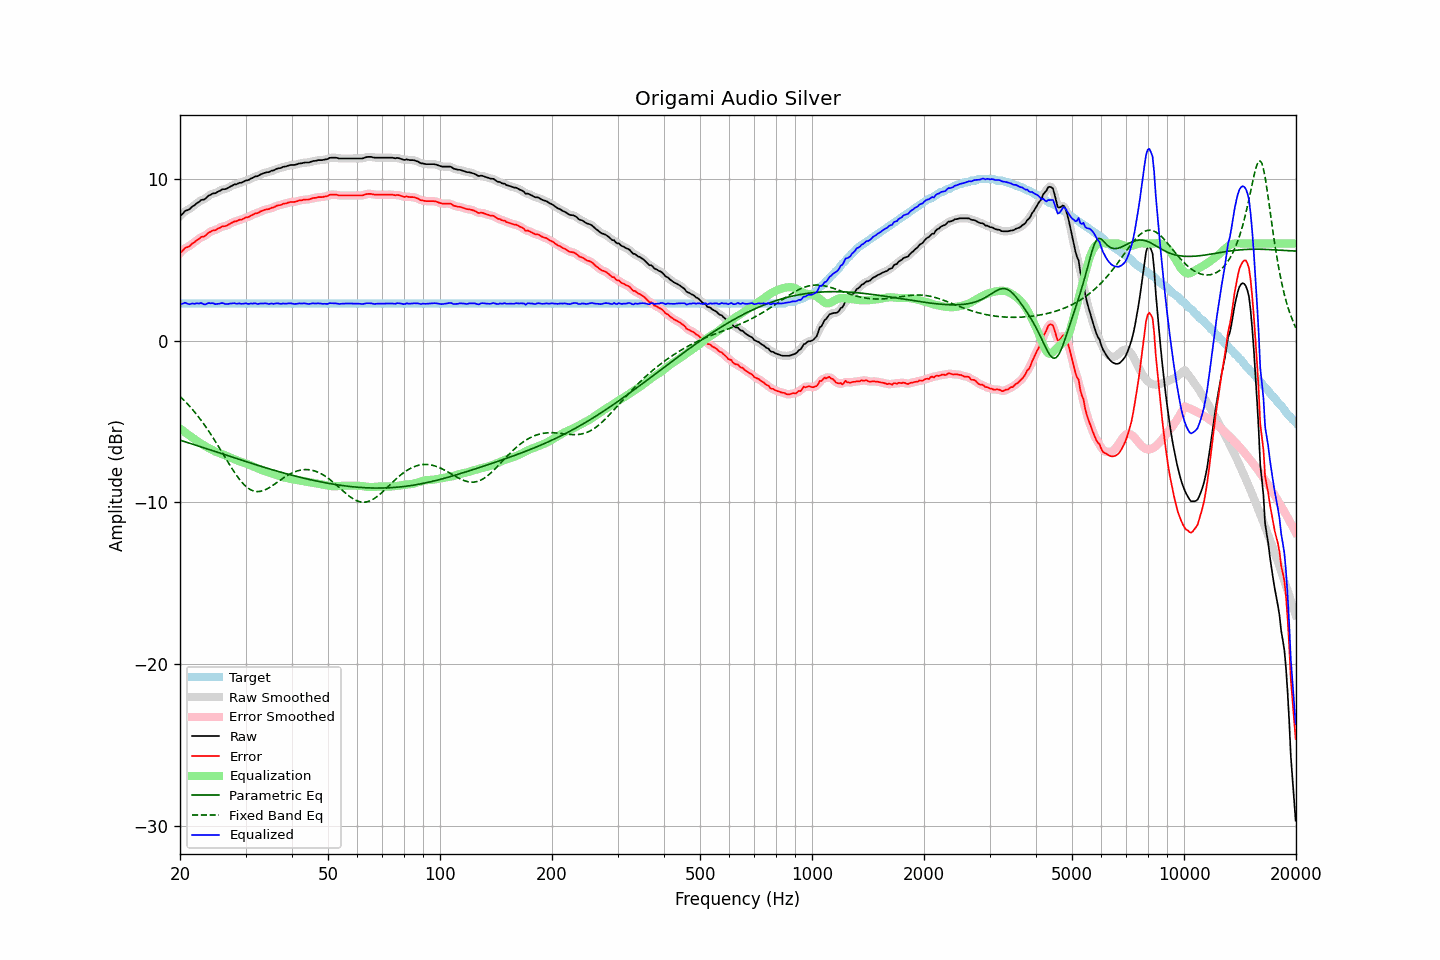 Origami Audio Silver
Amplitude (dBr)
10
0
−10
−20
−30
Target
Raw Smoothed
Error Smoothed
Raw
Error
Equalization
Parametric Eq
Fixed Band Eq
Equalized
20 50 100 200 500 1000 2000 5000 10000 20000
Frequency (Hz)